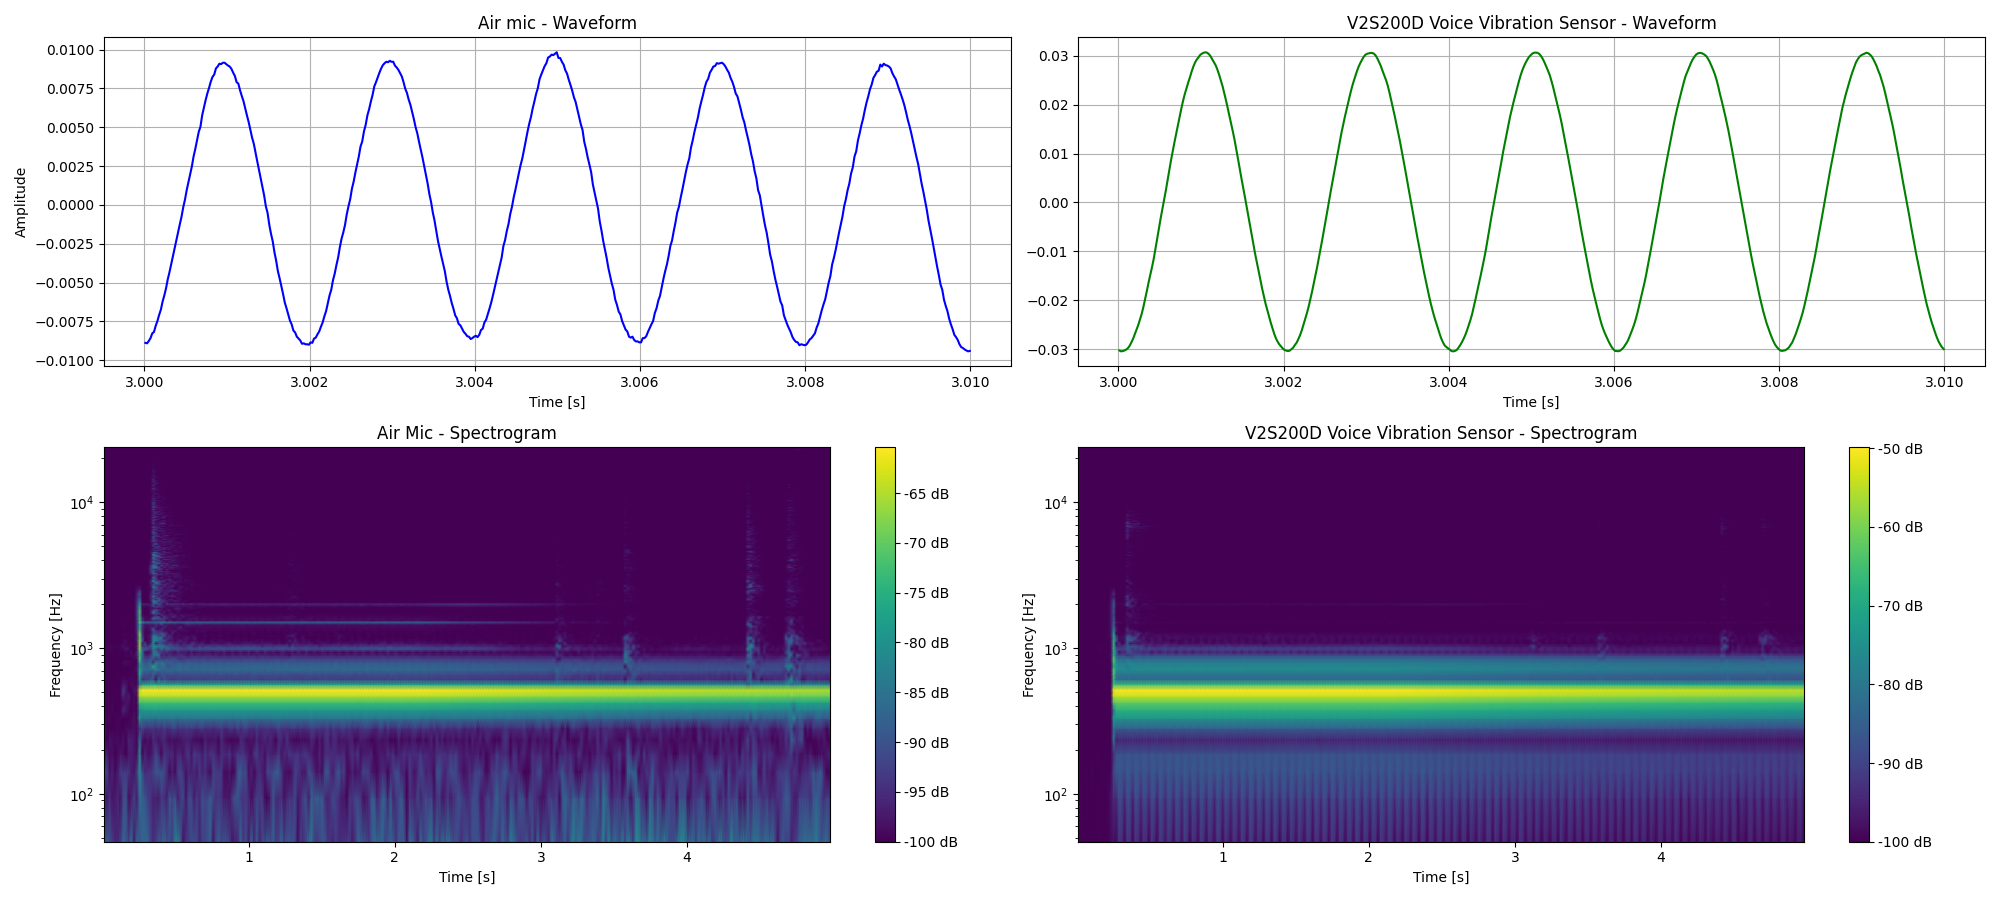 Air mic - Waveform
Amplitude
0.0100
0.0075
0.0050
0.0025
0.0000
−0.0025
−0.0050
−0.0075
−0.0100
3.000 3.002 3.004 3.006 3.008 3.010
Time [s]
V2S200D Voice Vibration Sensor - Waveform
0.03
0.02
0.01
0.00
−0.01
−0.02
−0.03
3.000 3.002 3.004 3.006 3.008 3.010
Time [s]
Air Mic - Spectrogram
Frequency [Hz]
10⁴
10³
10²
1 2 3 4
Time [s]
-65 dB
-70 dB
-75 dB
-80 dB
-85 dB
-90 dB
-95 dB
-100 dB
V2S200D Voice Vibration Sensor - Spectrogram
Frequency [Hz]
10⁴
10³
10²
1 2 3 4
Time [s]
-50 dB
-60 dB
-70 dB
-80 dB
-90 dB
-100 dB